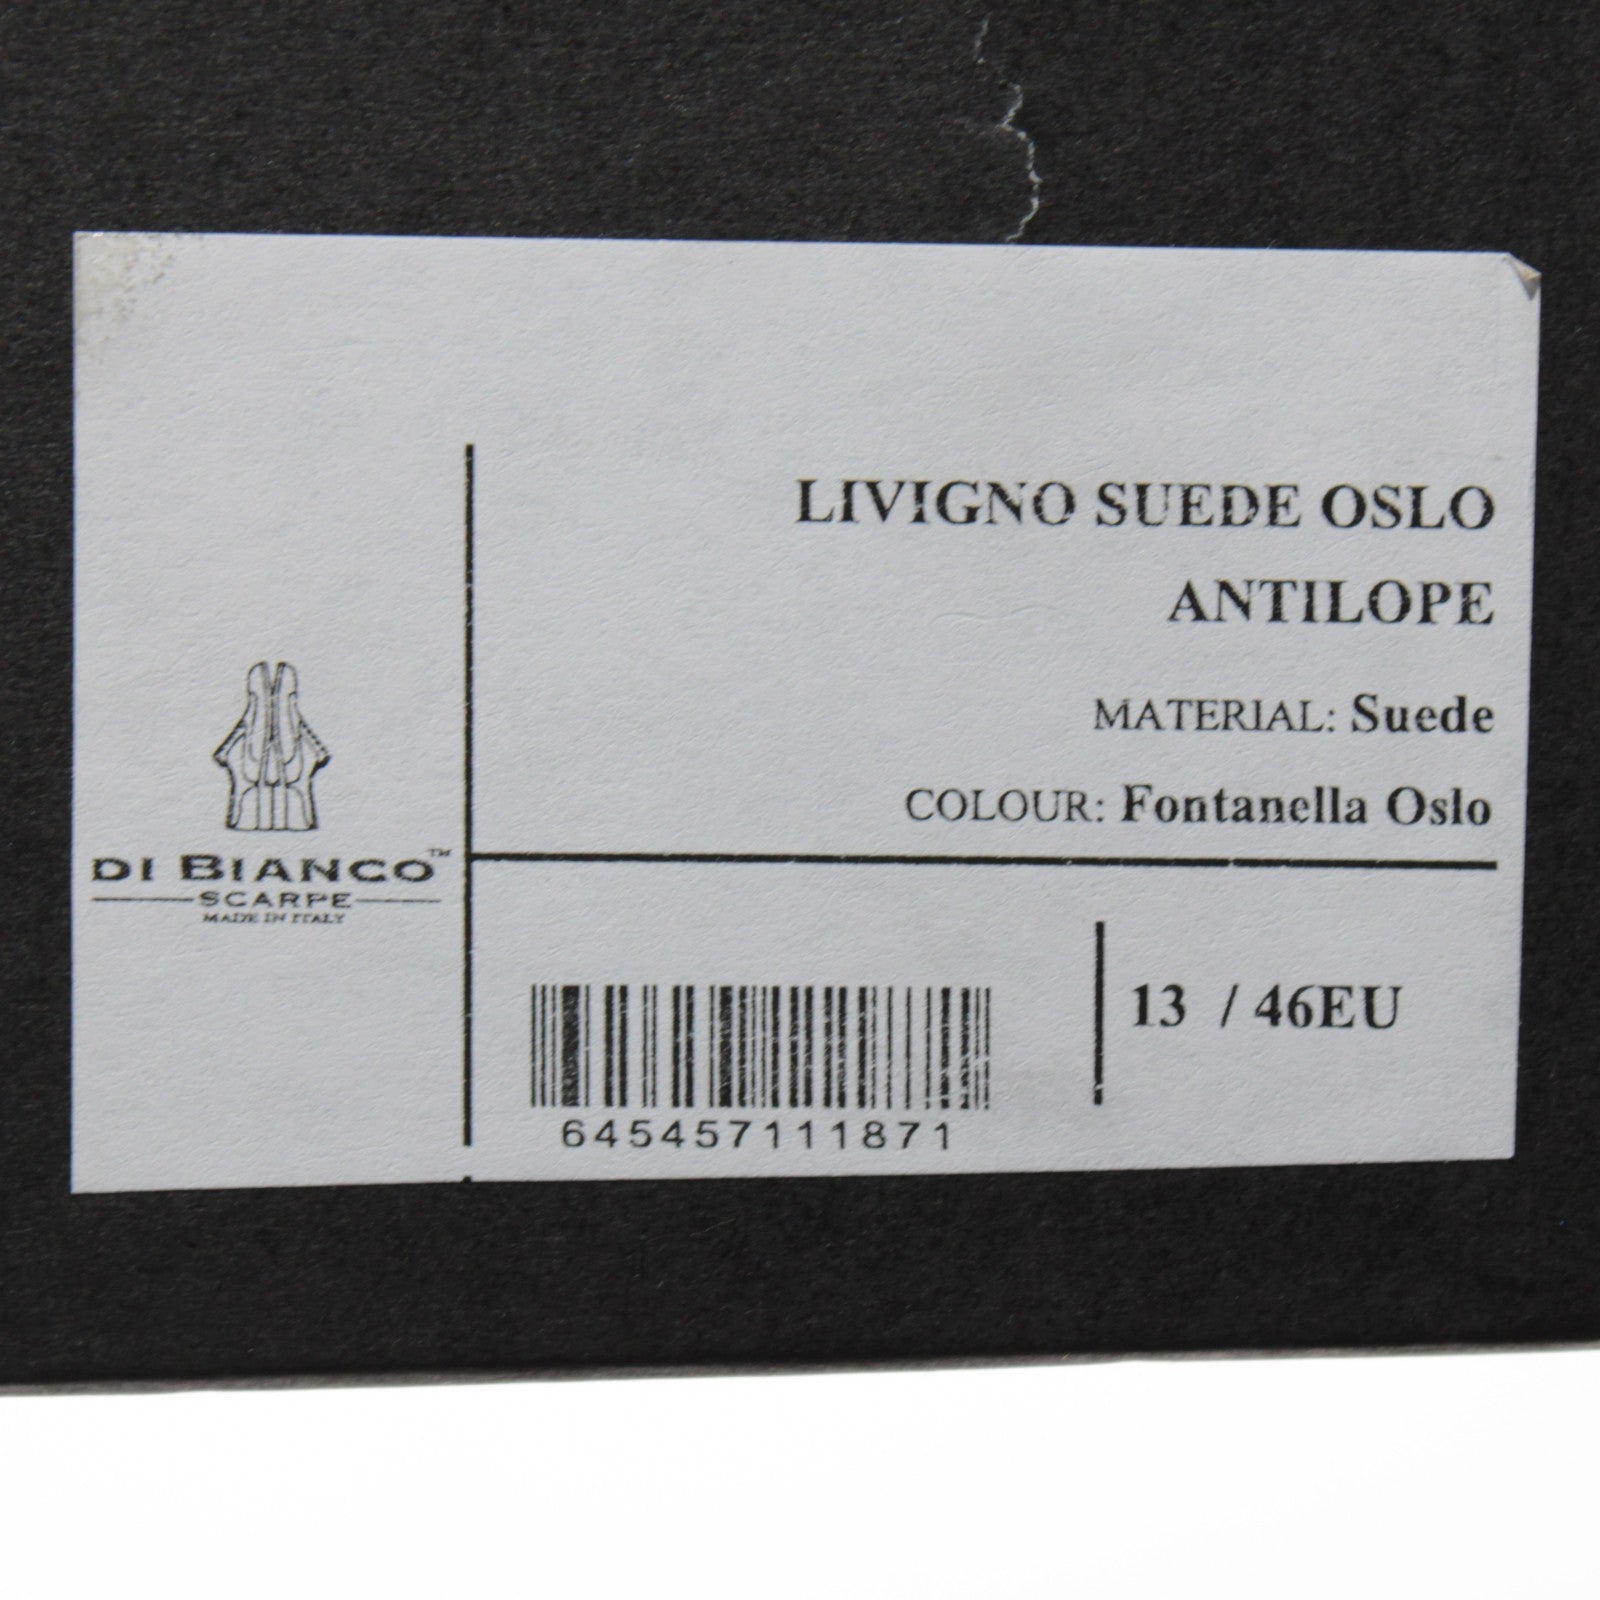 LIVIGNO SUEDE OSLO
ANTILOPE
MATERIAL: Suede
COLOUR: Fontanella Oslo
DI BIANCO™
SCARPE
MADE IN ITALY
13 / 46EU
645457111871